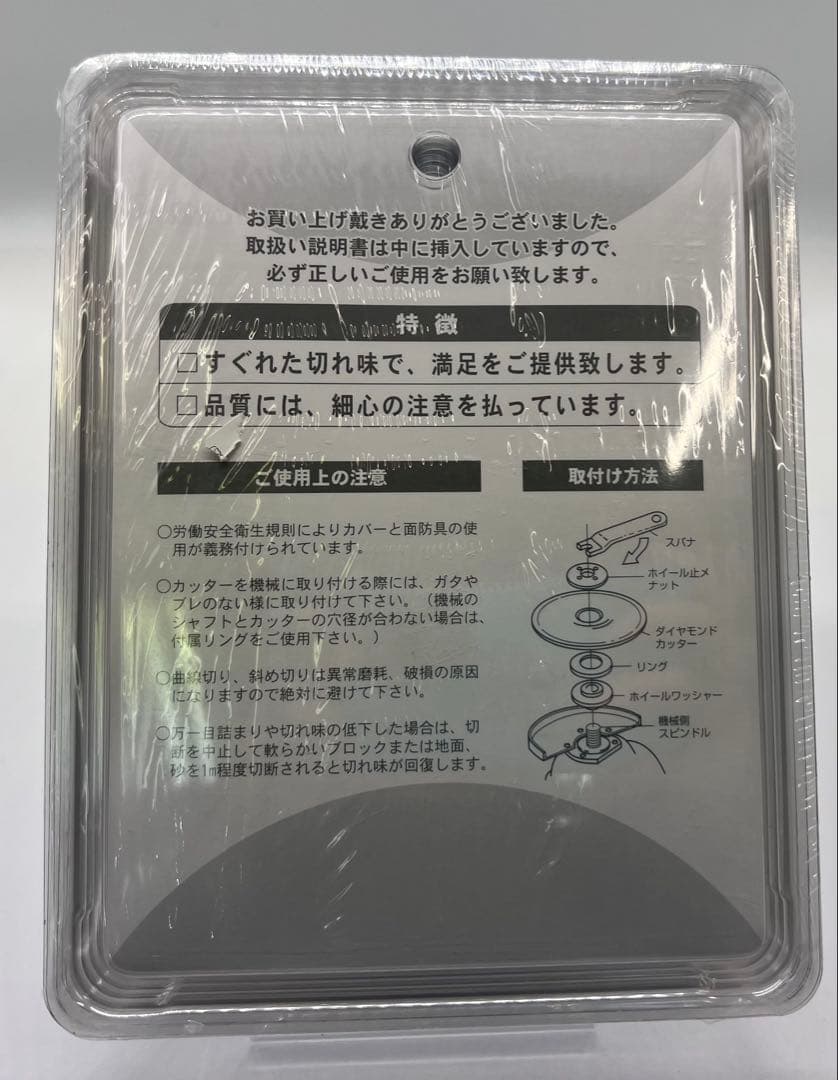 お買い上げ戴きありがとうございました。
取扱い説明書は中に挿入していますので、
必ず正しいご使用をお願い致します。
特徴
□すぐれた切れ味で、満足をご提供致します。
□品質には、細心の注意を払っています。
ご使用上の注意
○労働安全衛生規則によりカバーと面防具の使
用が義務付けられています。
○カッターを機械に取り付ける際には、ガタや
ブレのない様に取り付けて下さい。（機械の
シャフトとカッターの穴径が合わない場合は、
付属リングをご使用下さい。）
○曲線切り、斜め切りは異常磨耗、破損の原因
になりますので絶対に避けて下さい。
○万一目詰まりや切れ味の低下した場合は、切
断を中止して軟らかいブロックまたは地面、
砂を1m程度切断されると切れ味が回復します。
取付け方法
スパナ
ホイール止メ
ナット
ダイヤモンド
カッター
リング
ホイールワッシャー
機械側
スピンドル